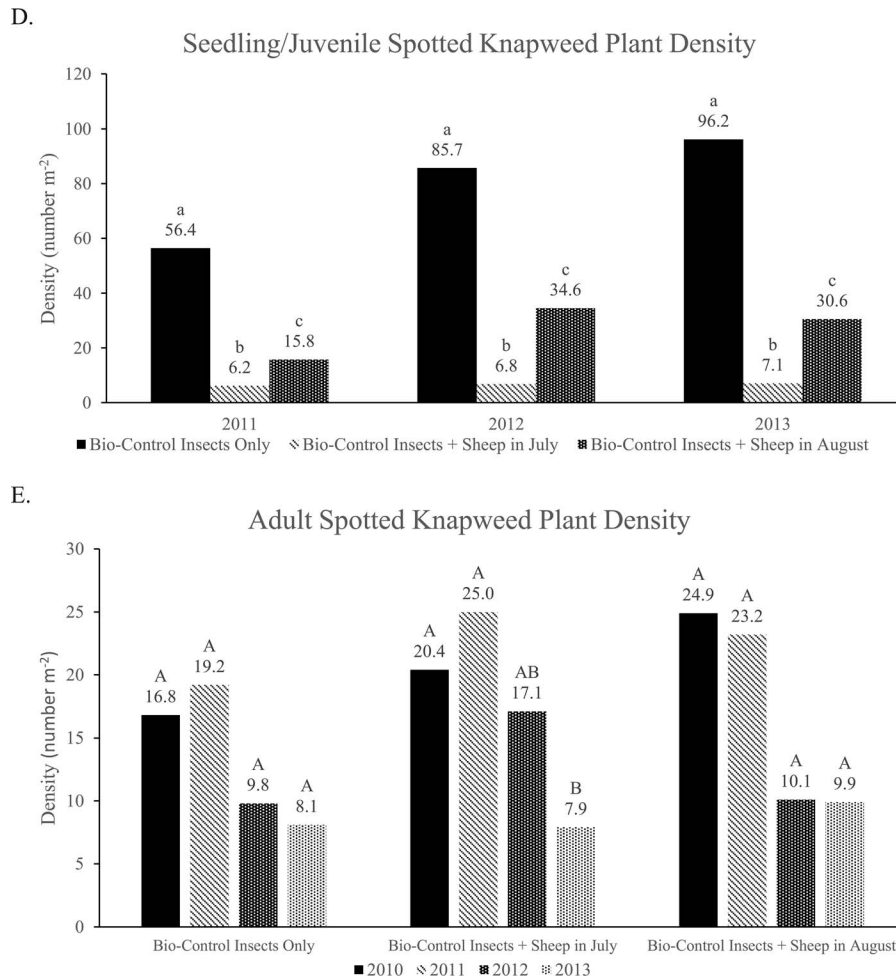 D.
Seedling/Juvenile Spotted Knapweed Plant Density
Density (number m⁻²)
120
100
80
60
40
20
0
a
56.4
b
6.2
c
15.8
a
85.7
b
6.8
c
34.6
a
96.2
b
7.1
c
30.6
2011 2012 2013
Bio-Control Insects Only Bio-Control Insects + Sheep in July Bio-Control Insects + Sheep in August
E.
Adult Spotted Knapweed Plant Density
Density (number m⁻²)
30
25
20
15
10
5
0
A
16.8
A
19.2
A
9.8
A
8.1
A
20.4
A
25.0
AB
17.1
B
7.9
A
24.9
A
23.2
A
10.1
A
9.9
Bio-Control Insects Only Bio-Control Insects + Sheep in July Bio-Control Insects + Sheep in August
2010 2011 2012 2013